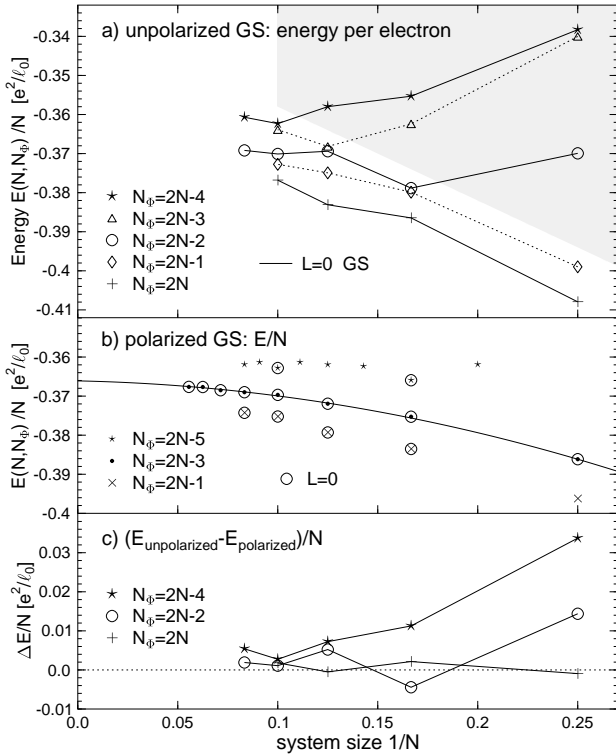 a) unpolarized GS: energy per electron
-0.34
-0.35
-0.36
-0.37
-0.38
-0.39
-0.4
-0.41
Energy E(N,N_Φ) /N [e²/ℓ₀]
N_Φ=2N-4
N_Φ=2N-3
N_Φ=2N-2
N_Φ=2N-1
N_Φ=2N
L=0 GS
b) polarized GS: E/N
-0.36
-0.37
-0.38
-0.39
-0.4
E(N,N_Φ) /N [e²/ℓ₀]
N_Φ=2N-5
N_Φ=2N-3
N_Φ=2N-1
L=0
c) (E_unpolarized-E_polarized)/N
0.03
0.02
0.01
0.0
-0.01
ΔE/N [e²/ℓ₀]
N_Φ=2N-4
N_Φ=2N-2
N_Φ=2N
0.0 0.05 0.1 0.15 0.2 0.25
system size 1/N